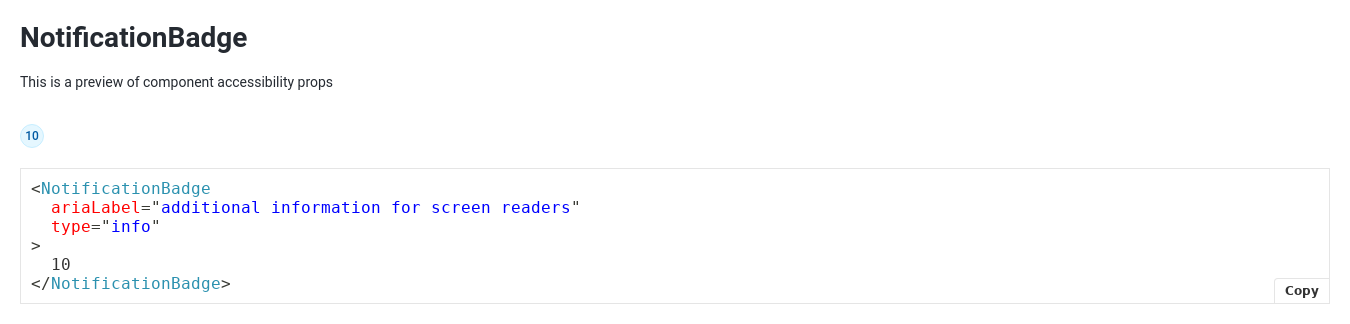 NotificationBadge
This is a preview of component accessibility props
10
<NotificationBadge
  ariaLabel="additional information for screen readers"
  type="info"
>
  10
</NotificationBadge>
Copy